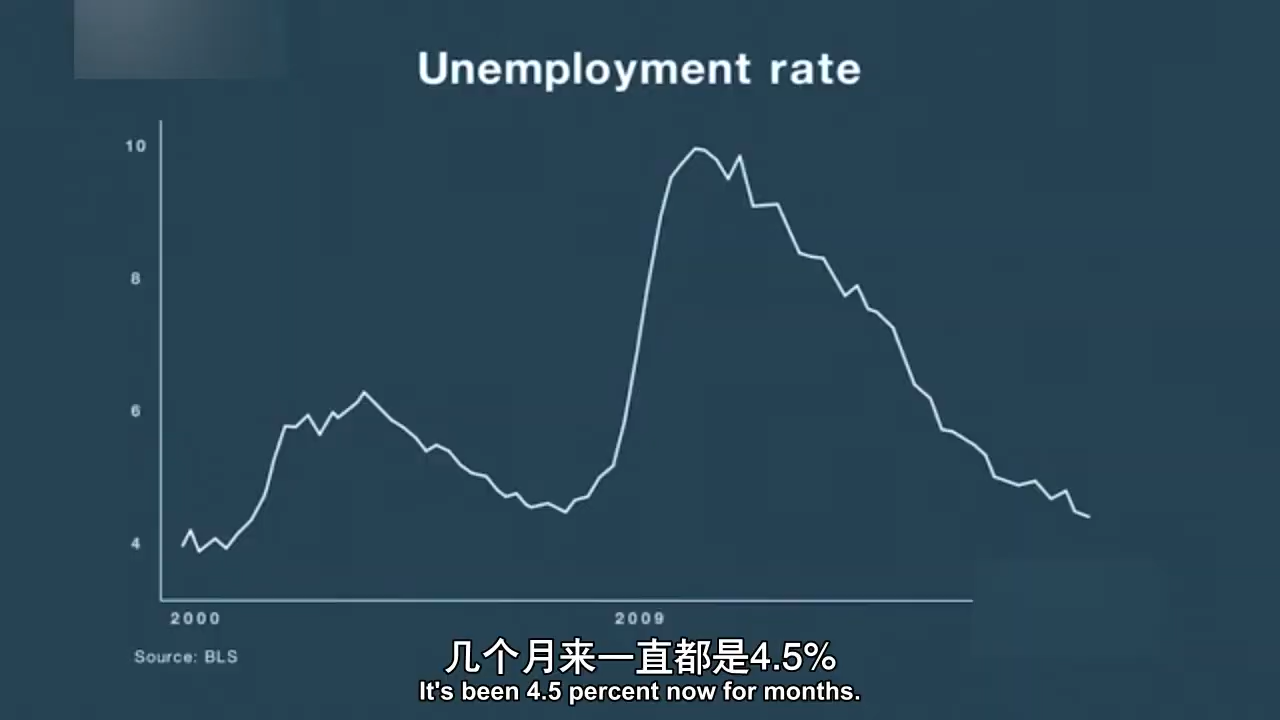 Unemployment rate
10
8
6
4
2000 2009
Source: BLS
几个月来一直都是4.5%
It's been 4.5 percent now for months.